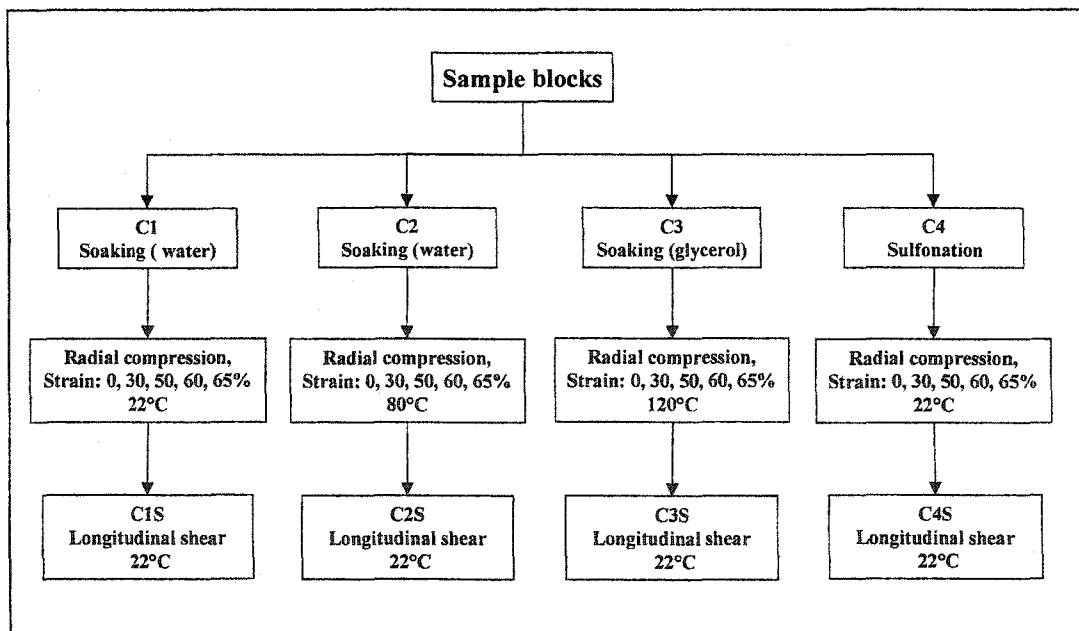 Sample blocks
C1
Soaking ( water)
C2
Soaking (water)
C3
Soaking (glycerol)
C4
Sulfonation
Radial compression,
Strain: 0, 30, 50, 60, 65%
22°C
Radial compression,
Strain: 0, 30, 50, 60, 65%
80°C
Radial compression,
Strain: 0, 30, 50, 60, 65%
120°C
Radial compression,
Strain: 0, 30, 50, 60, 65%
22°C
C1S
Longitudinal shear
22°C
C2S
Longitudinal shear
22°C
C3S
Longitudinal shear
22°C
C4S
Longitudinal shear
22°C